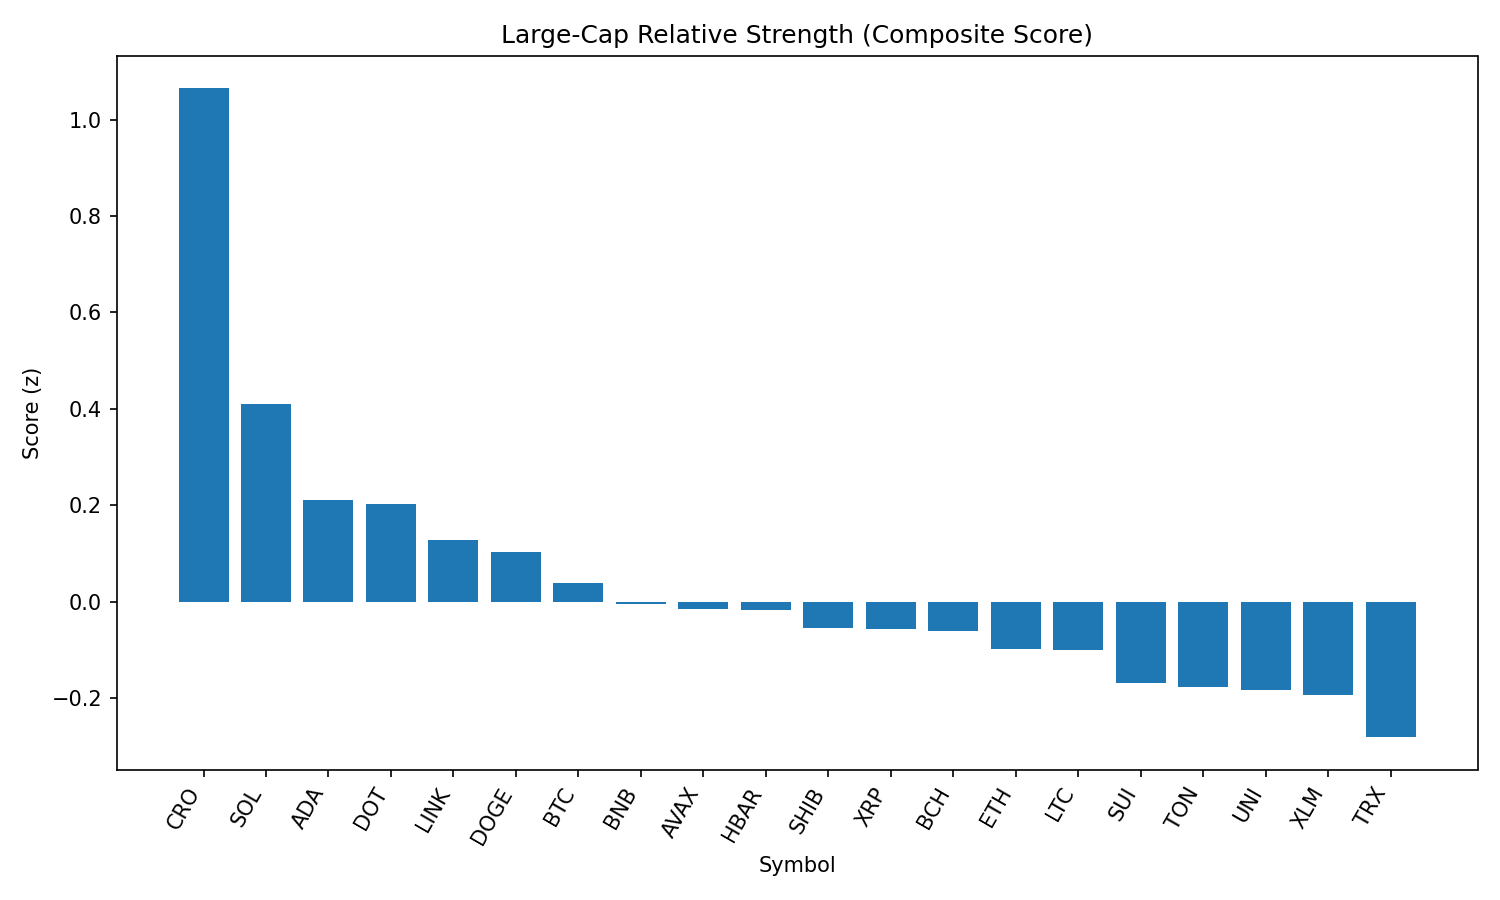 Large-Cap Relative Strength (Composite Score)
Score (z)
1.0
0.8
0.6
0.4
0.2
0.0
−0.2
CRO
SOL
ADA
DOT
LINK
DOGE
BTC
BNB
AVAX
HBAR
SHIB
XRP
BCH
ETH
LTC
SUI
TON
UNI
XLM
TRX
Symbol